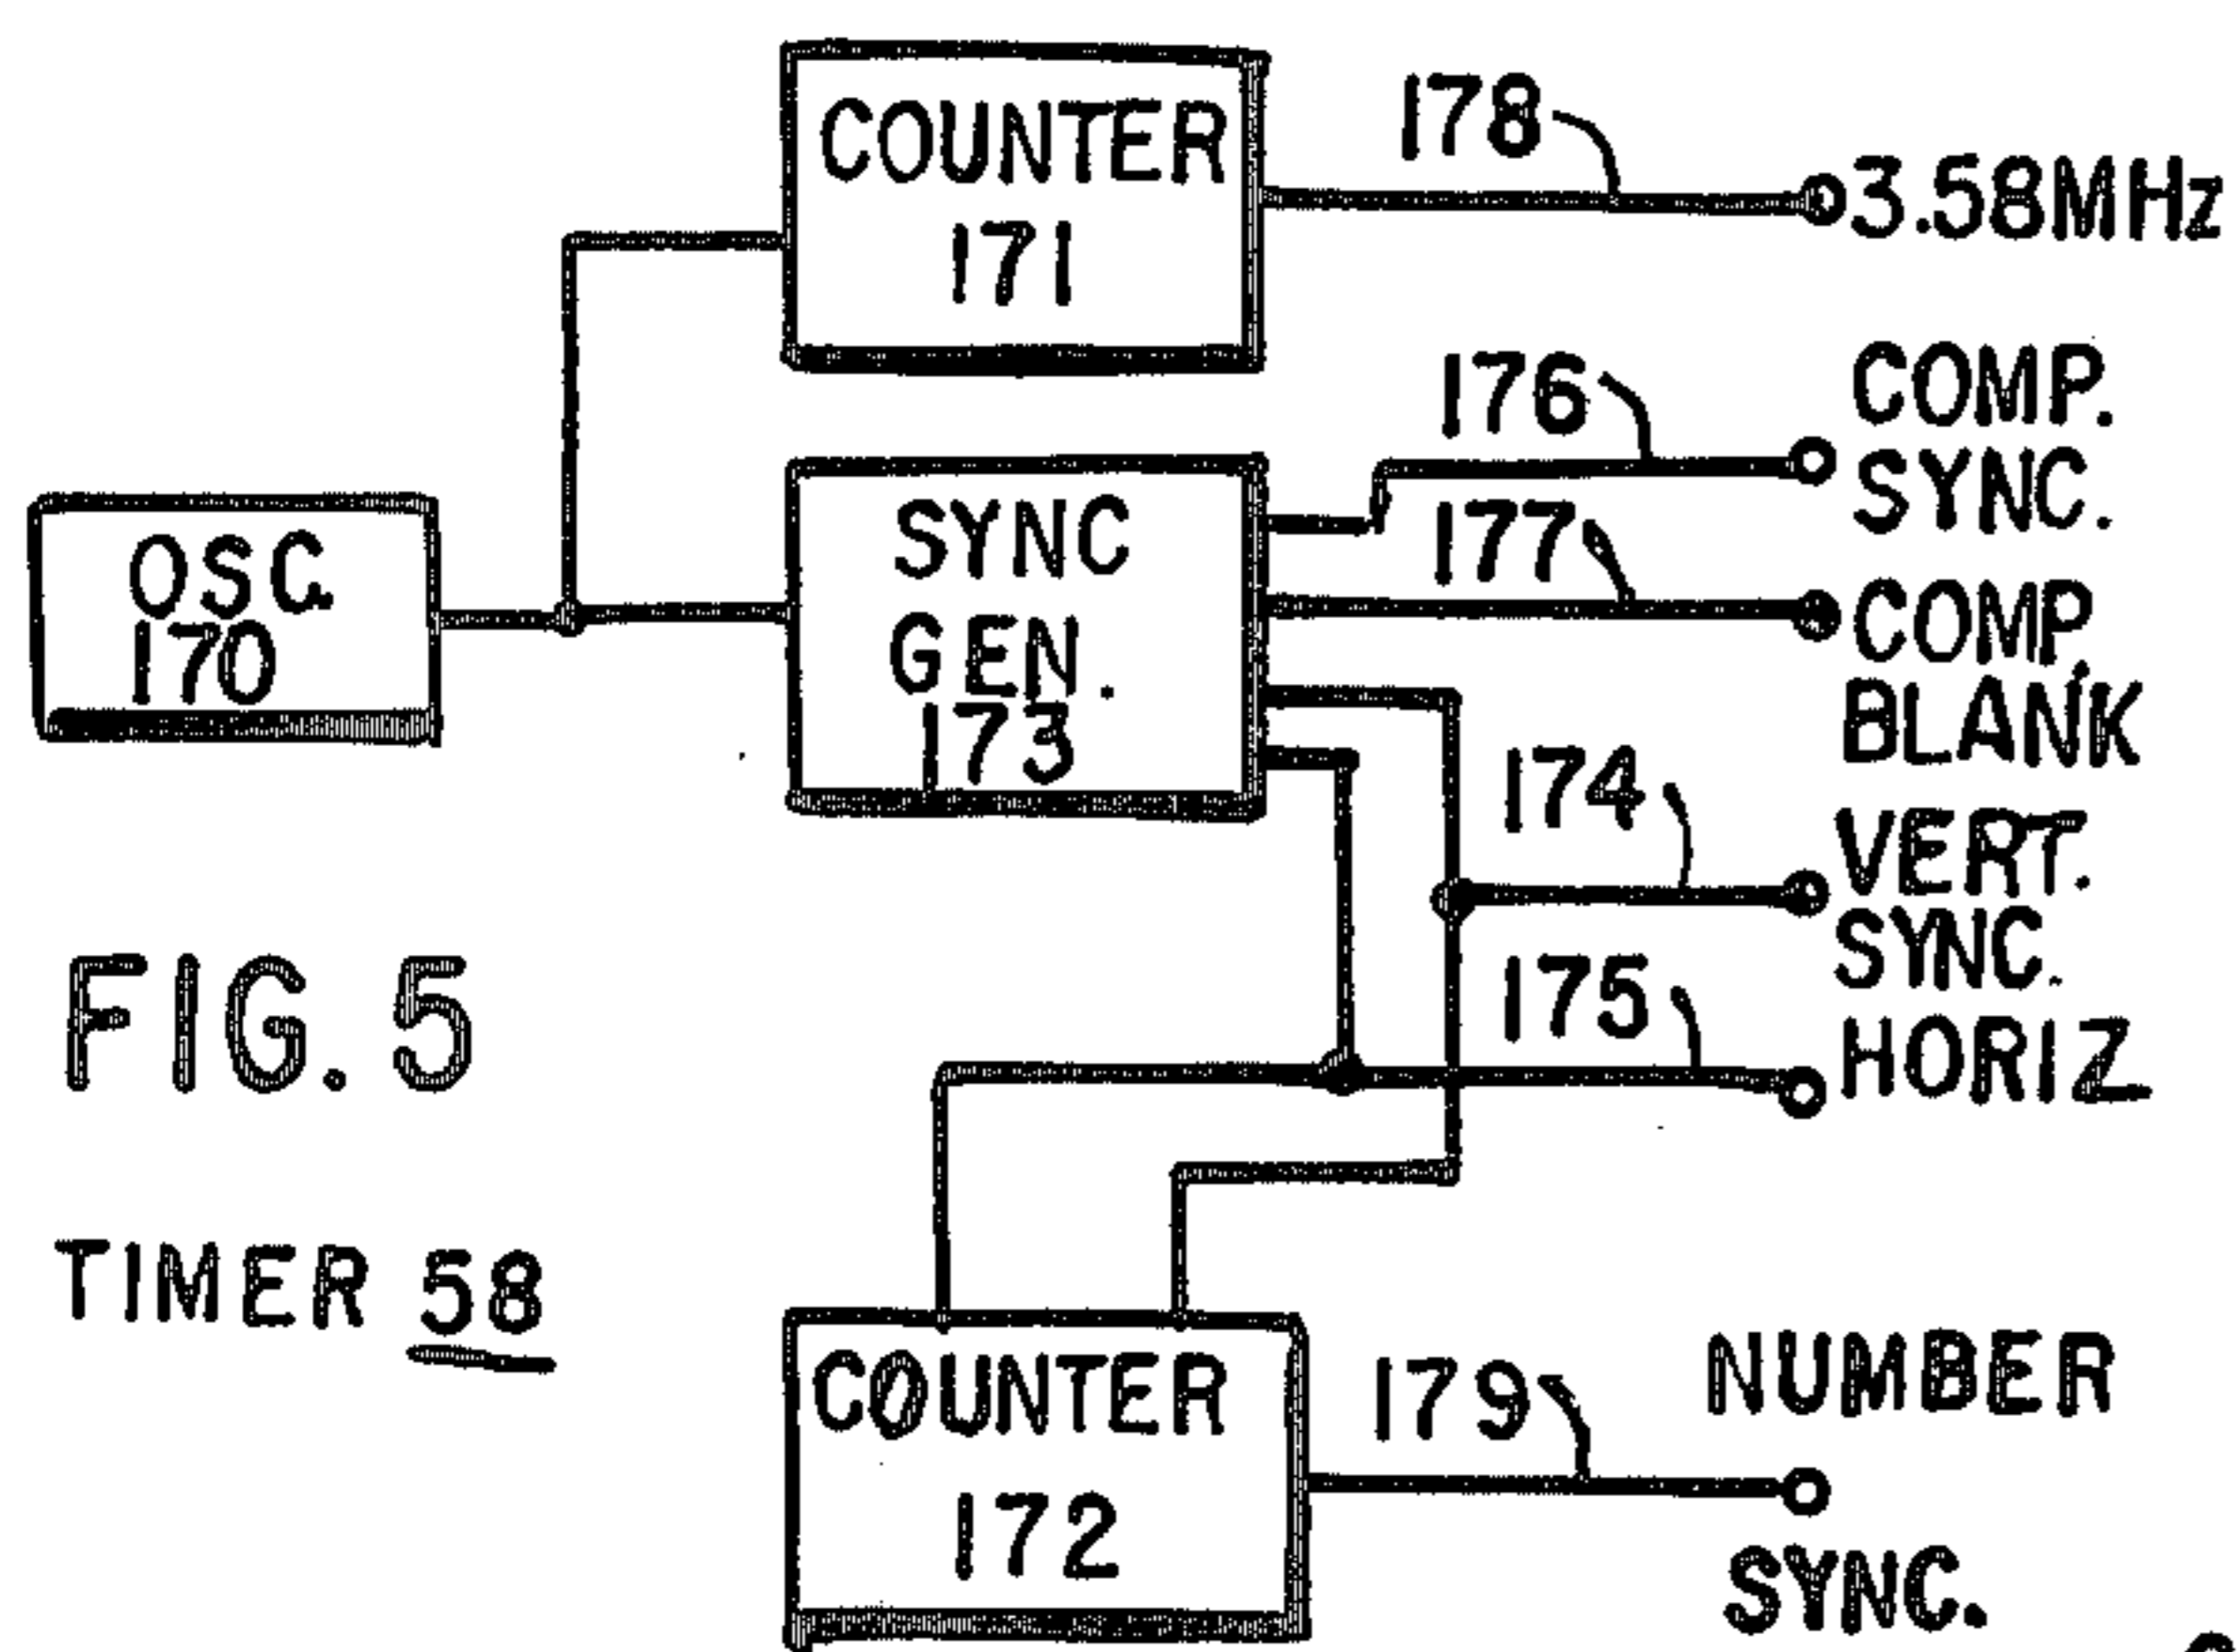 COUNTER
171
178
3.58MHz
OSC.
170
SYNC
GEN.
173
176
COMP.
SYNC.
177
COMP.
BLANK
174
VERT.
SYNC.
175
HORIZ
FIG. 5
TIMER 58
COUNTER
172
179
NUMBER
SYNC.